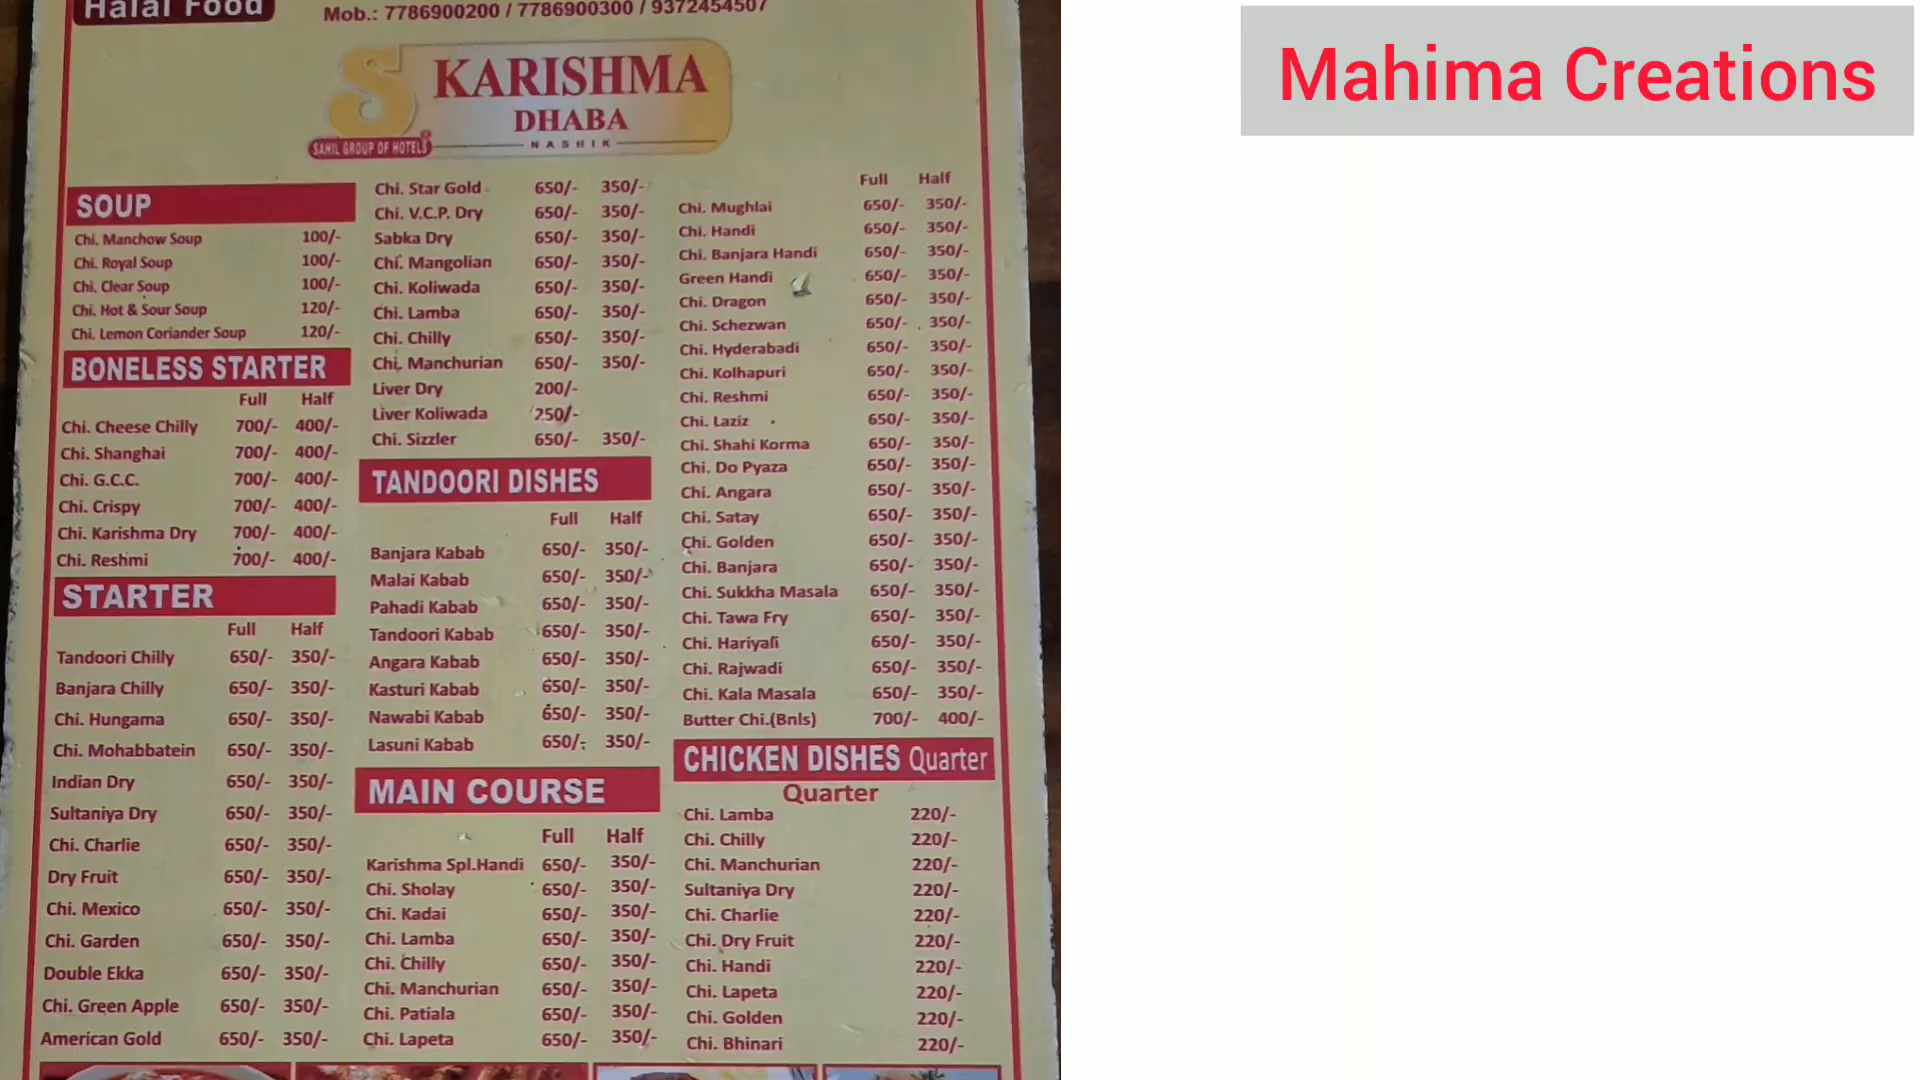 Halal Food
Mob.: 7786900200 / 7786900300 / 9372454507
S
KARISHMA
DHABA
NASHIK
SAHIL GROUP OF HOTELS
SOUP
Chi. Manchow Soup 100/-
Chi. Royal Soup 100/-
Chi. Clear Soup 100/-
Chi. Hot & Sour Soup 120/-
Chi. Lemon Coriander Soup 120/-
BONELESS STARTER
Full Half
Chi. Cheese Chilly 700/- 400/-
Chi. Shanghai 700/- 400/-
Chi. G.C.C. 700/- 400/-
Chi. Crispy 700/- 400/-
Chi. Karishma Dry 700/- 400/-
Chi. Reshmi 700/- 400/-
STARTER
Full Half
Tandoori Chilly 650/- 350/-
Banjara Chilly 650/- 350/-
Chi. Hungama 650/- 350/-
Chi. Mohabbatein 650/- 350/-
Indian Dry 650/- 350/-
Sultaniya Dry 650/- 350/-
Chi. Charlie 650/- 350/-
Dry Fruit 650/- 350/-
Chi. Mexico 650/- 350/-
Chi. Garden 650/- 350/-
Double Ekka 650/- 350/-
Chi. Green Apple 650/- 350/-
American Gold 650/- 350/-
Chi. Star Gold 650/- 350/-
Chi. V.C.P. Dry 650/- 350/-
Sabka Dry 650/- 350/-
Chi. Mangolian 650/- 350/-
Chi. Koliwada 650/- 350/-
Chi. Lamba 650/- 350/-
Chi. Chilly 650/- 350/-
Chi. Manchurian 650/- 350/-
Liver Dry 200/-
Liver Koliwada 250/-
Chi. Sizzler 650/- 350/-
TANDOORI DISHES
Full Half
Banjara Kabab 650/- 350/-
Malai Kabab 650/- 350/-
Pahadi Kabab 650/- 350/-
Tandoori Kabab 650/- 350/-
Angara Kabab 650/- 350/-
Kasturi Kabab 650/- 350/-
Nawabi Kabab 650/- 350/-
Lasuni Kabab 650/- 350/-
MAIN COURSE
Full Half
Karishma Spl.Handi 650/- 350/-
Chi. Sholay 650/- 350/-
Chi. Kadai 650/- 350/-
Chi. Lamba 650/- 350/-
Chi. Chilly 650/- 350/-
Chi. Manchurian 650/- 350/-
Chi. Patiala 650/- 350/-
Chi. Lapeta 650/- 350/-
Full Half
Chi. Mughlai 650/- 350/-
Chi. Handi 650/- 350/-
Chi. Banjara Handi 650/- 350/-
Green Handi 650/- 350/-
Chi. Dragon 650/- 350/-
Chi. Schezwan 650/- 350/-
Chi. Hyderabadi 650/- 350/-
Chi. Kolhapuri 650/- 350/-
Chi. Reshmi 650/- 350/-
Chi. Laziz 650/- 350/-
Chi. Shahi Korma 650/- 350/-
Chi. Do Pyaza 650/- 350/-
Chi. Angara 650/- 350/-
Chi. Satay 650/- 350/-
Chi. Golden 650/- 350/-
Chi. Banjara 650/- 350/-
Chi. Sukkha Masala 650/- 350/-
Chi. Tawa Fry 650/- 350/-
Chi. Hariyali 650/- 350/-
Chi. Rajwadi 650/- 350/-
Chi. Kala Masala 650/- 350/-
Butter Chi.(Bnls) 700/- 400/-
CHICKEN DISHES Quarter
Quarter
Chi. Lamba 220/-
Chi. Chilly 220/-
Chi. Manchurian 220/-
Sultaniya Dry 220/-
Chi. Charlie 220/-
Chi. Dry Fruit 220/-
Chi. Handi 220/-
Chi. Lapeta 220/-
Chi. Golden 220/-
Chi. Bhinari 220/-
Mahima Creations